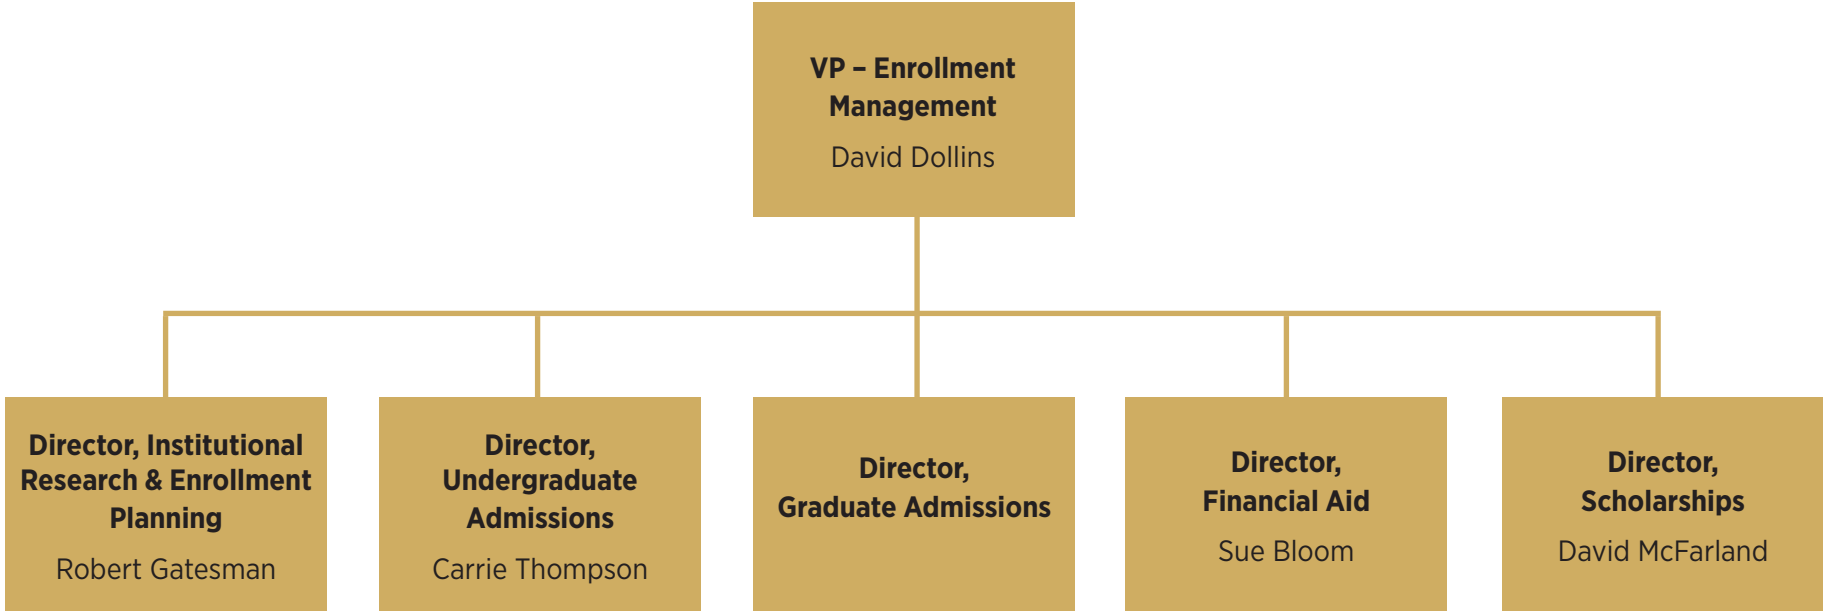 VP – Enrollment
Management
David Dollins
Director, Institutional
Research & Enrollment
Planning
Robert Gatesman
Director,
Undergraduate
Admissions
Carrie Thompson
Director,
Graduate Admissions
Director,
Financial Aid
Sue Bloom
Director,
Scholarships
David McFarland